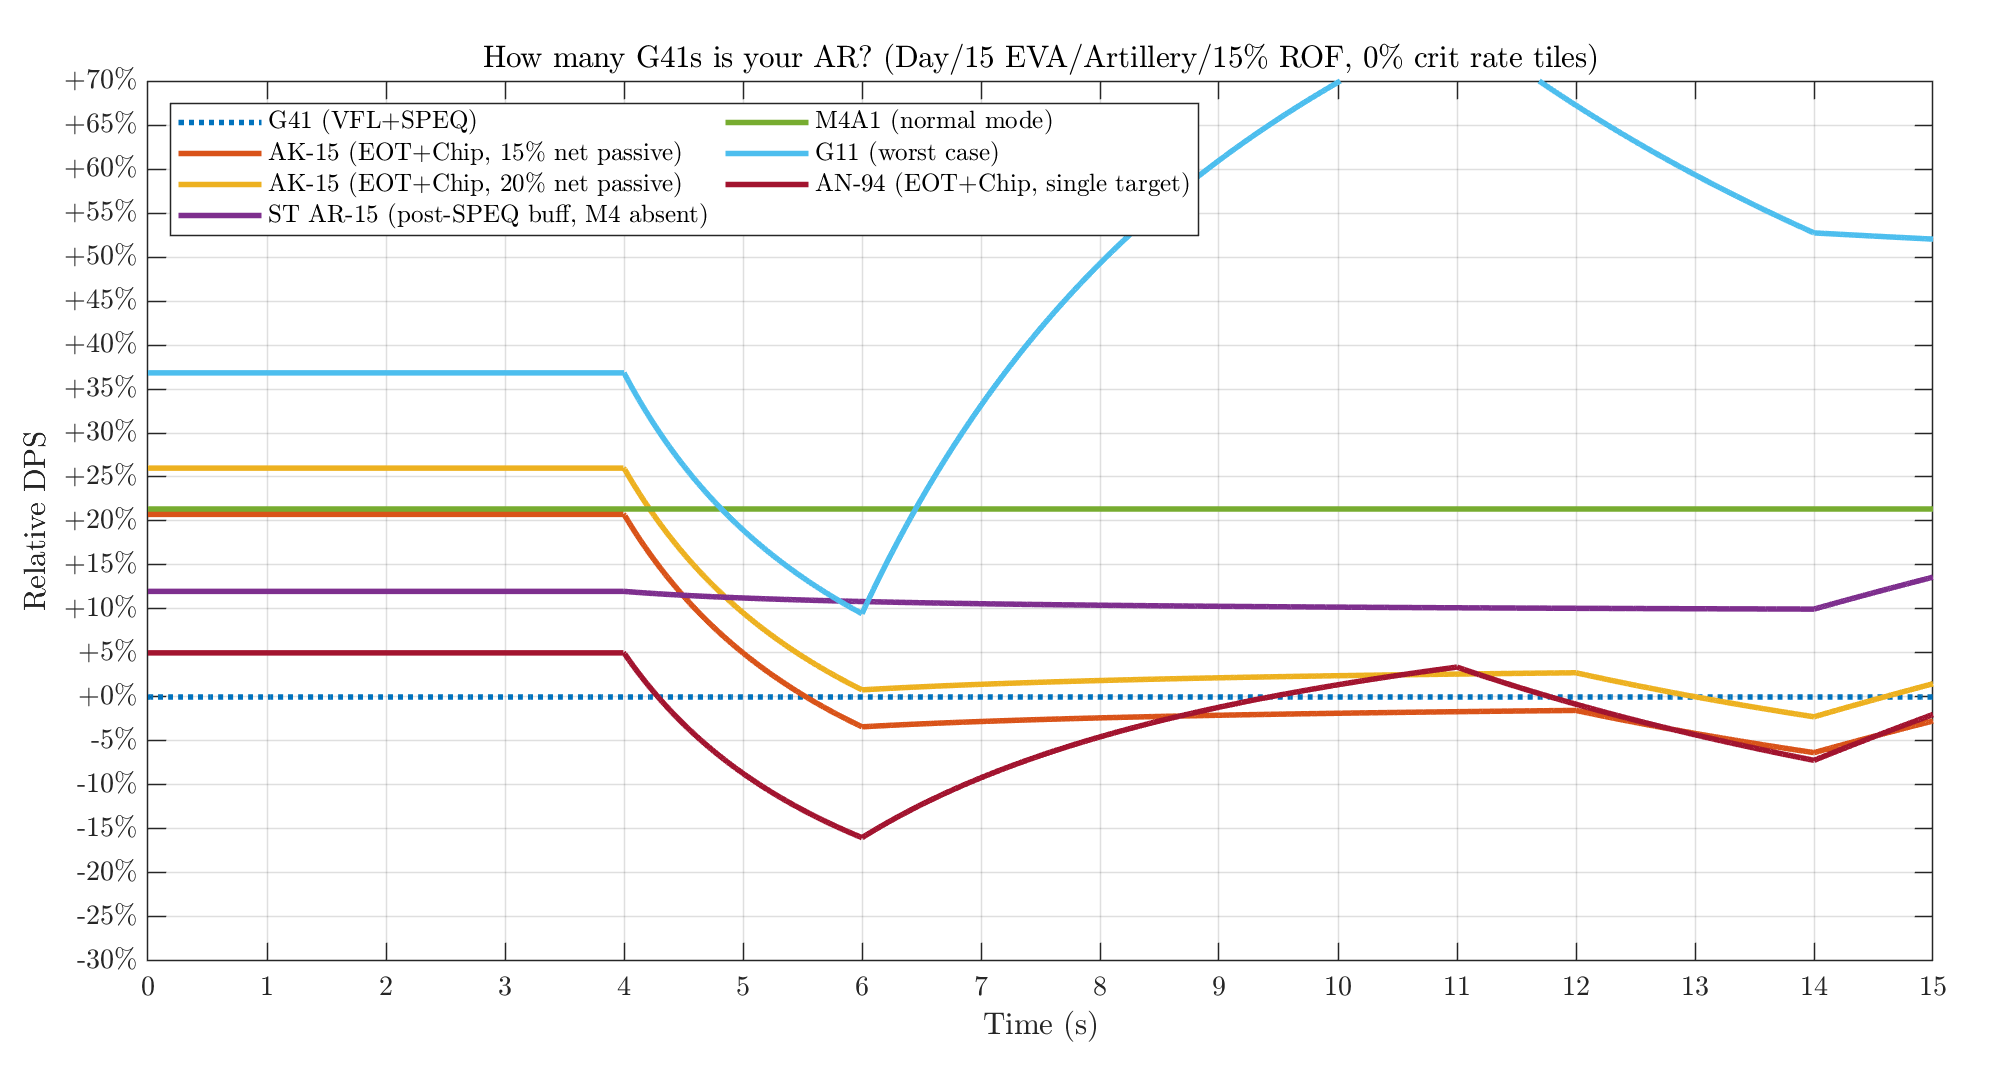 How many G41s is your AR? (Day/15 EVA/Artillery/15% ROF, 0% crit rate tiles)
+70%
+65%
+60%
+55%
+50%
+45%
+40%
+35%
+30%
+25%
+20%
+15%
+10%
+5%
+0%
-5%
-10%
-15%
-20%
-25%
-30%
Relative DPS
G41 (VFL+SPEQ)
AK-15 (EOT+Chip, 15% net passive)
AK-15 (EOT+Chip, 20% net passive)
ST AR-15 (post-SPEQ buff, M4 absent)
M4A1 (normal mode)
G11 (worst case)
AN-94 (EOT+Chip, single target)
0 1 2 3 4 5 6 7 8 9 10 11 12 13 14 15
Time (s)